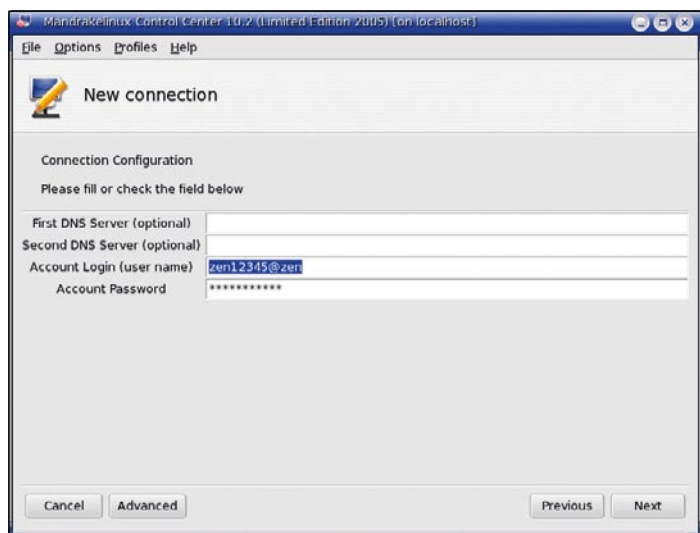 Mandrakelinux Control Center 10.2 (Limited Edition 2005) [on localhost]
File Options Profiles Help
New connection
Connection Configuration
Please fill or check the field below
First DNS Server (optional)
Second DNS Server (optional)
Account Login (user name) zen12345@zen
Account Password ***********
Cancel Advanced Previous Next